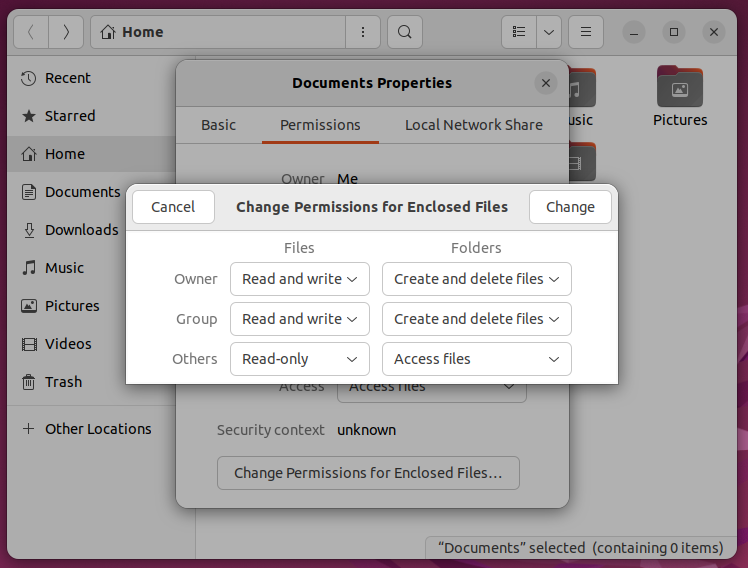 Home
Recent
Starred
Home
Documents
Downloads
Music
Pictures
Videos
Trash
Other Locations
usic
Pictures
Documents Properties
Basic Permissions Local Network Share
Owner Me
Cancel Change Permissions for Enclosed Files Change
Files Folders
Owner Read and write Create and delete files
Group Read and write Create and delete files
Others Read-only Access files
Access Access files
Security context unknown
Change Permissions for Enclosed Files…
“Documents” selected (containing 0 items)